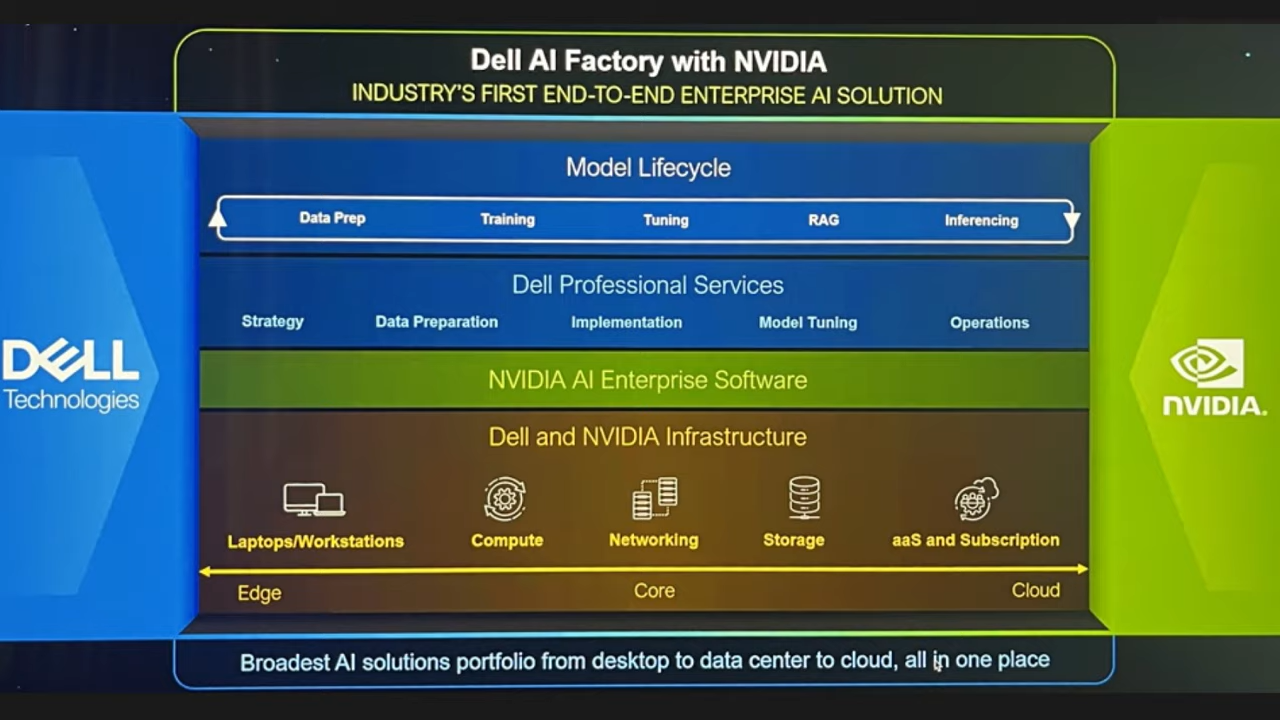 Dell AI Factory with NVIDIA
INDUSTRY'S FIRST END-TO-END ENTERPRISE AI SOLUTION
Model Lifecycle
Data Prep Training Tuning RAG Inferencing
Dell Professional Services
Strategy Data Preparation Implementation Model Tuning Operations
DELL
Technologies
NVIDIA AI Enterprise Software
NVIDIA.
Dell and NVIDIA Infrastructure
Laptops/Workstations Compute Networking Storage aaS and Subscription
Edge Core Cloud
Broadest AI solutions portfolio from desktop to data center to cloud, all in one place